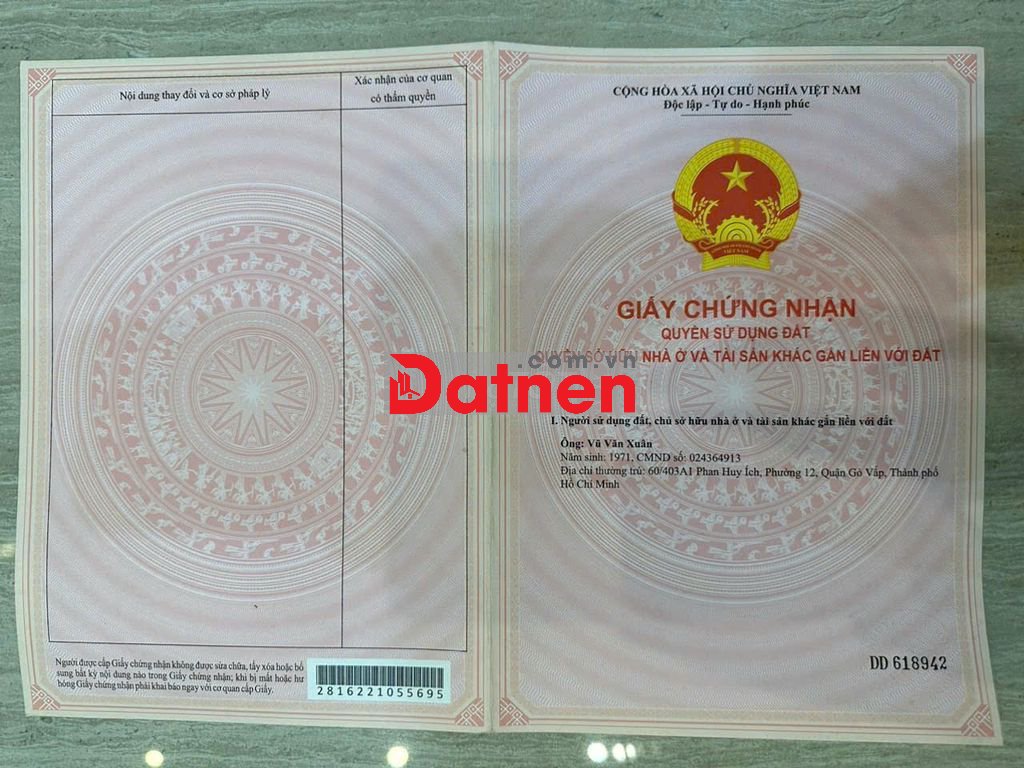 Nội dung thay đổi và cơ sở pháp lý
Xác nhận của cơ quan
có thẩm quyền
Người được cấp Giấy chứng nhận không được sửa chữa, tẩy xóa hoặc bổ
sung bất kỳ nội dung nào trong Giấy chứng nhận; khi bị mất hoặc hư
hỏng Giấy chứng nhận phải khai báo ngay với cơ quan cấp Giấy.
2816221055695
CỘNG HÒA XÃ HỘI CHỦ NGHĨA VIỆT NAM
Độc lập - Tự do - Hạnh phúc
VIỆT NAM
GIẤY CHỨNG NHẬN
QUYỀN SỬ DỤNG ĐẤT
QUYỀN SỞ HỮU NHÀ Ở VÀ TÀI SẢN KHÁC GẮN LIỀN VỚI ĐẤT
.com.vn
Datnen
I. Người sử dụng đất, chủ sở hữu nhà ở và tài sản khác gắn liền với đất
Ông: Vũ Văn Xuân
Năm sinh: 1971, CMND số: 024364913
Địa chỉ thường trú: 60/403A1 Phan Huy Ích, Phường 12, Quận Gò Vấp, Thành phố
Hồ Chí Minh
DD 618942